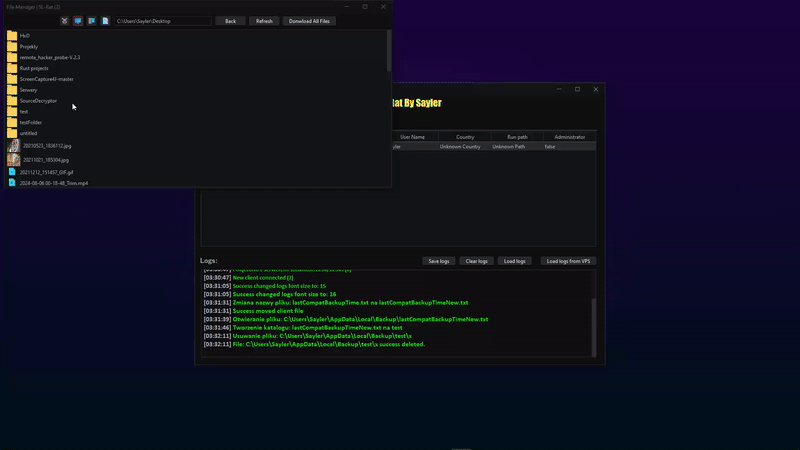 File Manager | SL-Rat [2]
C:\Users\Sayler\Desktop
Back
Refresh
Donwload All Files
HxD
Projekty
remote_hacker_probe-V.2.3
Rust projects
ScreenCapture4J-master
Serwery
SourceDecryptor
test
testFolder
untitled
20210523_1836112.jpg
20211021_185304.jpg
20211212_151457_GIF.gif
2024-08-06 00-18-48_Trim.mp4
at By Sayler
User Name
Country
Run path
Administrator
yler
Unknown Country
Unknown Path
false
Logs:
Save logs
Clear logs
Load logs
Load logs from VPS
[03:30:47] New client connected [J]
[03:31:05] Success changed logs font size to: 15
[03:31:05] Success changed logs font size to: 16
[03:31:31] Zmiana nazwy pliku: lastCompatBackupTime.txt na lastCompatBackupTimeNew.txt
[03:31:31] Success moved client file
[03:31:39] Otwieranie pliku: C:\Users\Sayler\AppData\Local\Backup\lastCompatBackupTimeNew.txt
[03:31:46] Tworzenie katalogu: lastCompatBackupTimeNew.txt na test
[03:32:11] Usuwanie pliku: C:\Users\Sayler\AppData\Local\Backup\test\x
[03:32:11] File: C:\Users\Sayler\AppData\Local\Backup\test\x success deleted.